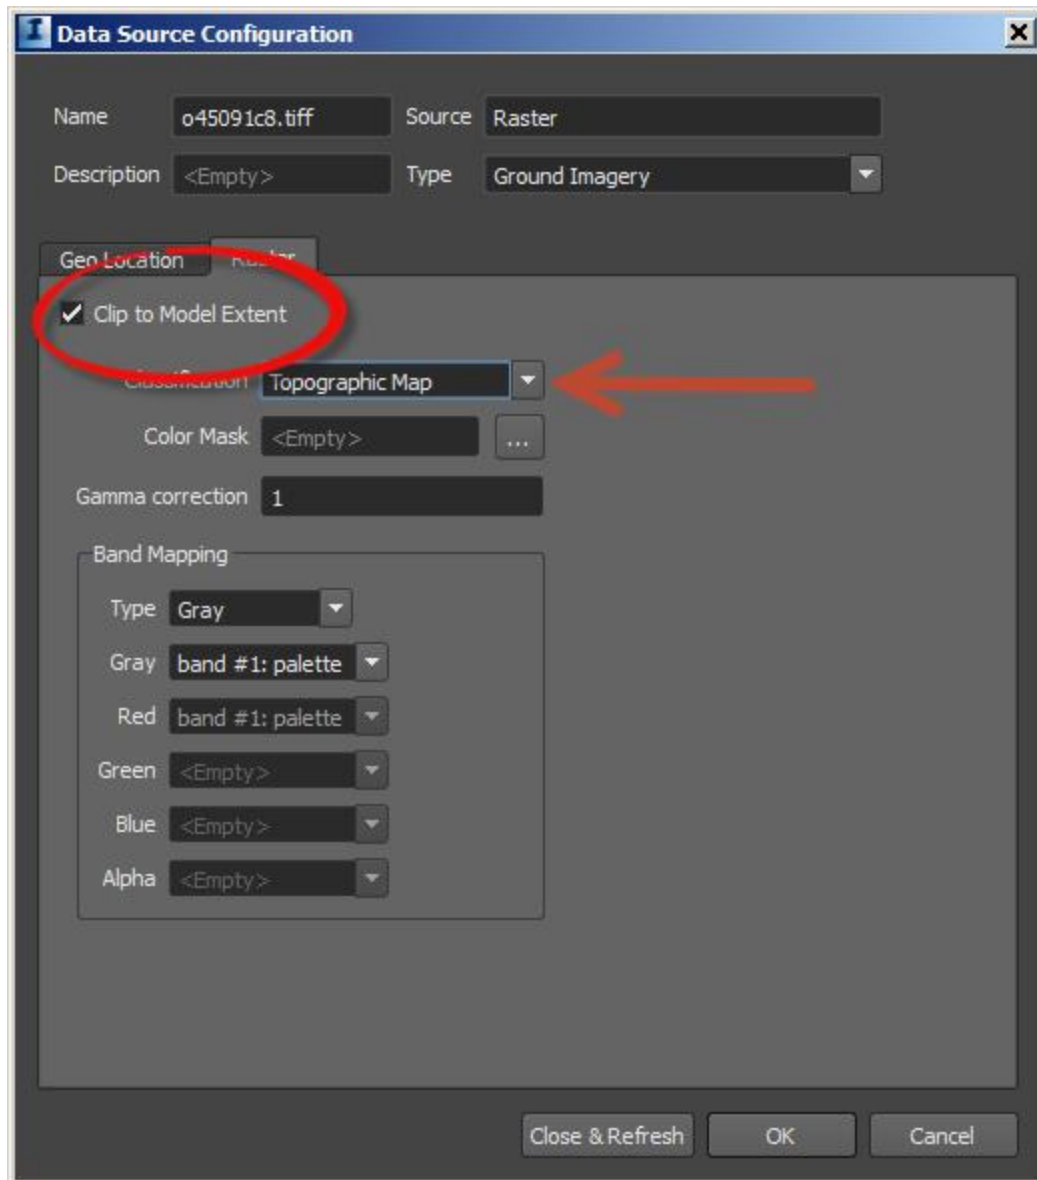 Data Source Configuration
Name o45091c8.tiff Source Raster
Description <Empty> Type Ground Imagery
Geo Location Raster
Clip to Model Extent
Classification Topographic Map
Color Mask <Empty> ...
Gamma correction 1
Band Mapping
Type Gray
Gray band #1: palette
Red band #1: palette
Green <Empty>
Blue <Empty>
Alpha <Empty>
Close & Refresh OK Cancel